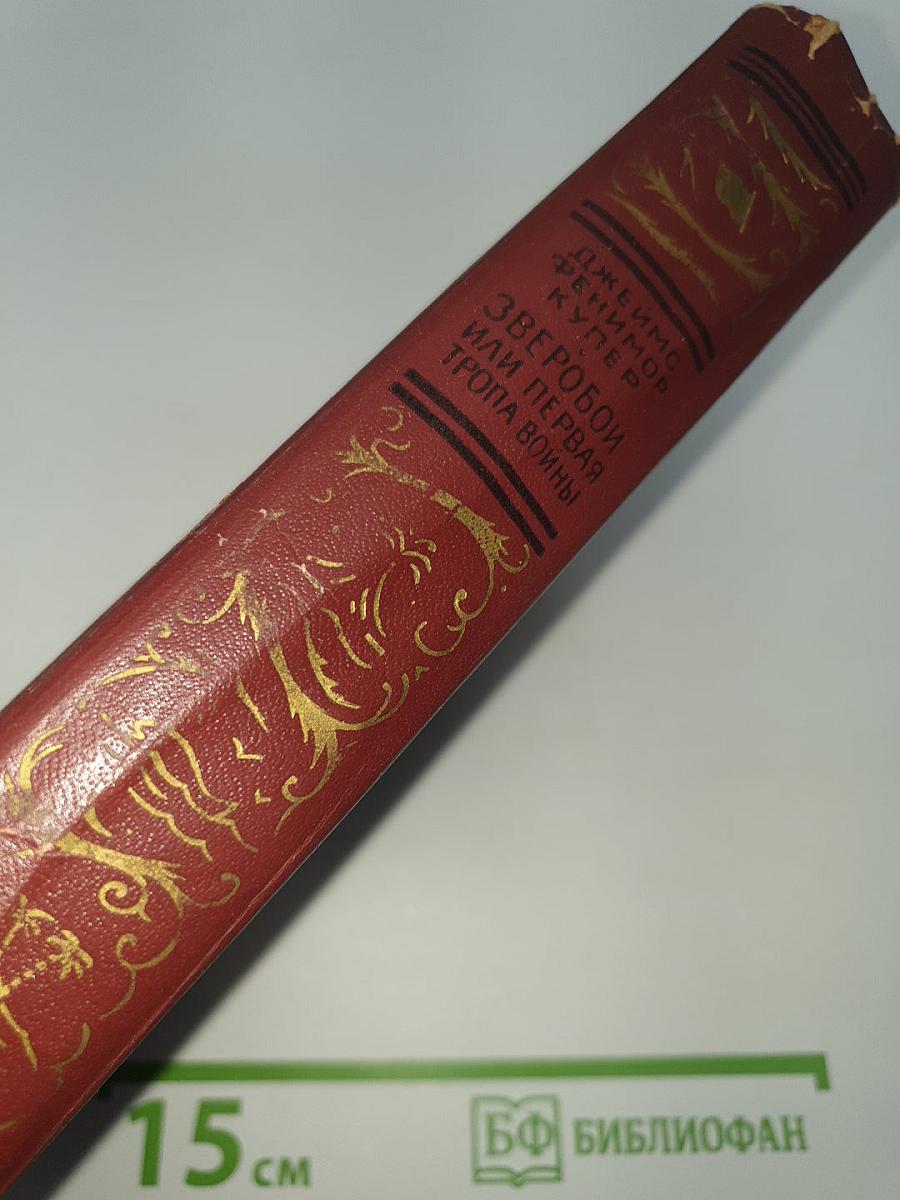 ДЖЕЙМС
ФЕНИМОР
КУПЕР
ЗВЕРОБОЙ
ИЛИ ПЕРВАЯ
ТРОПА ВОЙНЫ
15 см
БФ БИБЛИОФАН